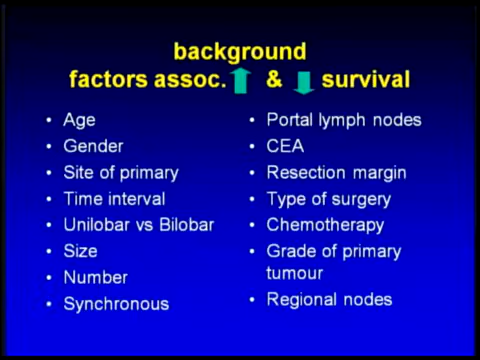 background
factors assoc. & survival
• Age
• Gender
• Site of primary
• Time interval
• Unilobar vs Bilobar
• Size
• Number
• Synchronous
• Portal lymph nodes
• CEA
• Resection margin
• Type of surgery
• Chemotherapy
• Grade of primary
tumour
• Regional nodes